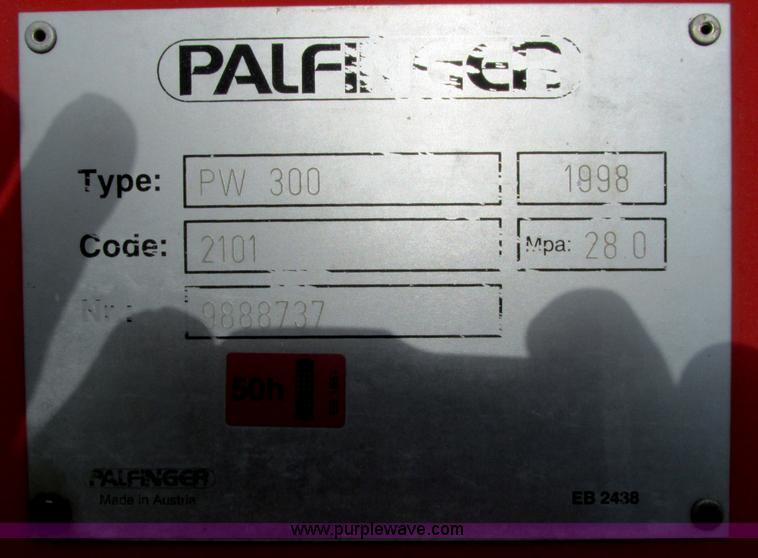 PALFINGER
Type: PW 300 1998
Code: 2101 Mpa: 28.0
Nr.: 9888737
50h
PALFINGER
Made in Austria EB 2438
www.purplewave.com